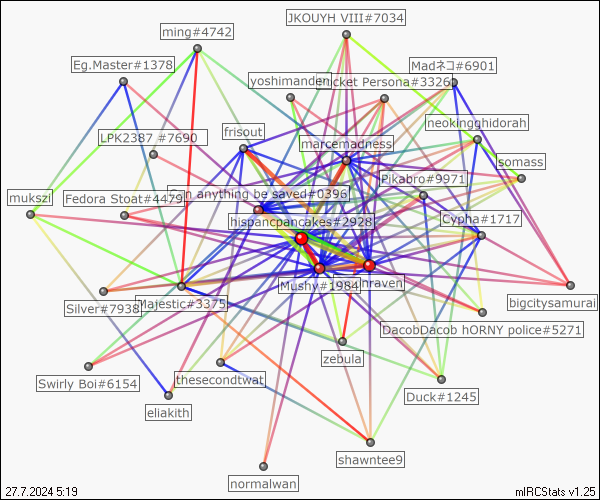 JKOUYH VIII#7034
ming#4742
Eg.Master#1378
Madネコ#6901
yoshimanden
Cricket Persona#3326
neokingghidorah
frisout
LPK2387 #7690
marcemadness
somass
Pikabro#9971
Can anything be saved#0396
mukszi
Fedora Stoat#4479
hispancpancakes#2928
Cypha#1717
Mushy#1984
Silver#7938
Majestic#3375
bigcitysamurai
DacobDacob hORNY police#5271
zebula
Swirly Boi#6154
thesecondtwat
Duck#1245
eliakith
shawntee9
normalwan
27.7.2024 5:19
mIRCStats v1.25